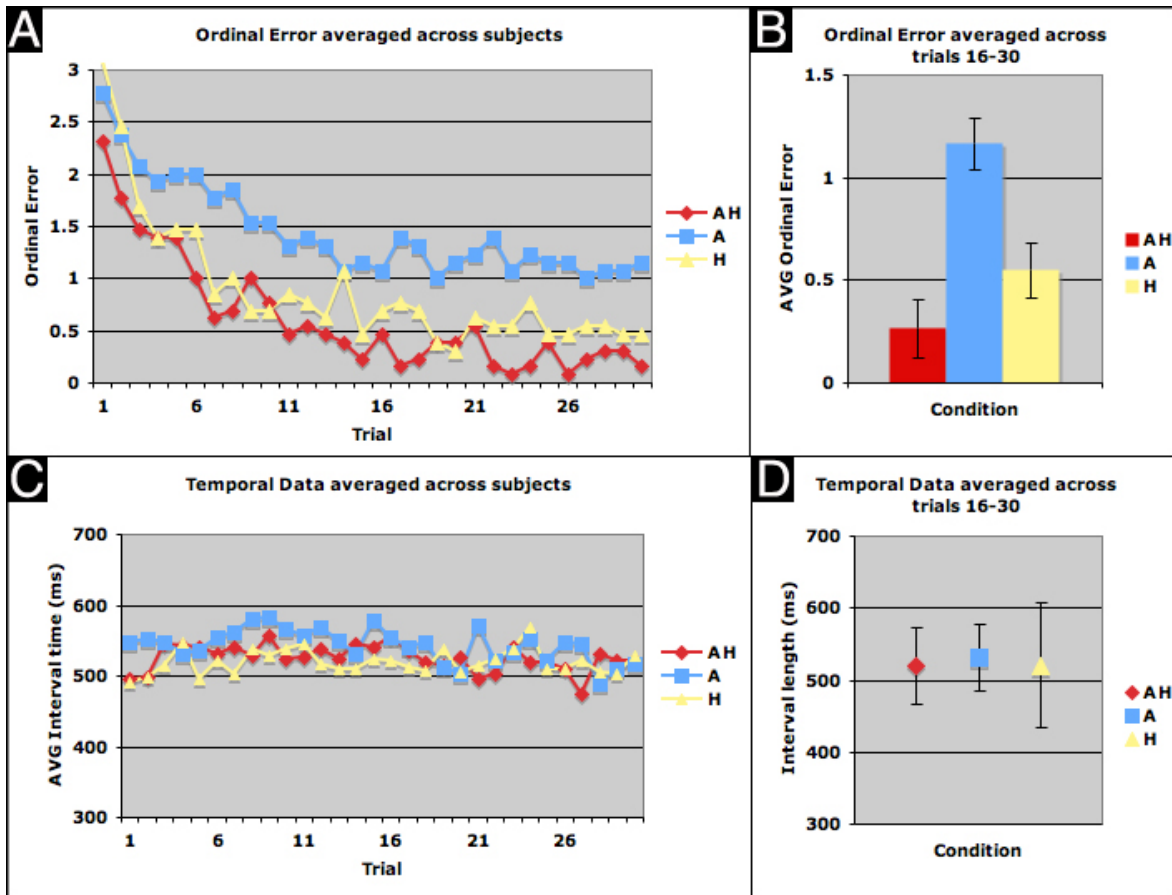 A
Ordinal Error averaged across subjects
3
2.5
2
1.5
1
0.5
0
Ordinal Error
1 6 11 16 21 26
Trial
AH
A
H
B
Ordinal Error averaged across
trials 16-30
1.5
1
0.5
0
AVG Ordinal Error
Condition
AH
A
H
C
Temporal Data averaged across subjects
700
600
500
400
300
AVG Interval time (ms)
1 6 11 16 21 26
Trial
AH
A
H
D
Temporal Data averaged across
trials 16-30
700
600
500
400
300
Interval length (ms)
Condition
AH
A
H